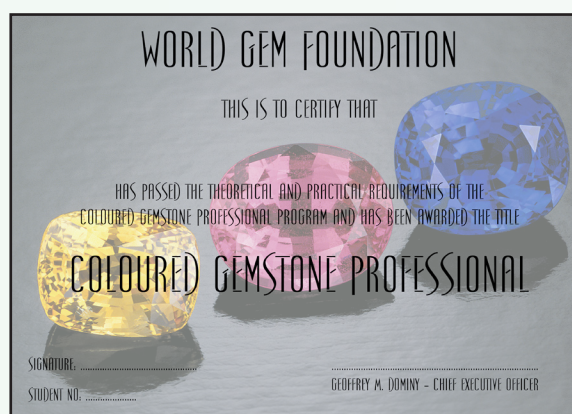 WORLD GEM FOUNDATION
THIS IS TO CERTIFY THAT
HAS PASSED THE THEORETICAL AND PRACTICAL REQUIREMENTS OF THE
COLOURED GEMSTONE PROFESSIONAL PROGRAM AND HAS BEEN AWARDED THE TITLE
COLOURED GEMSTONE PROFESSIONAL
SIGNATURE: ..........................................
..........................................................................
GEOFFREY M. DOMINY – CHIEF EXECUTIVE OFFICER
STUDENT NO: ..................